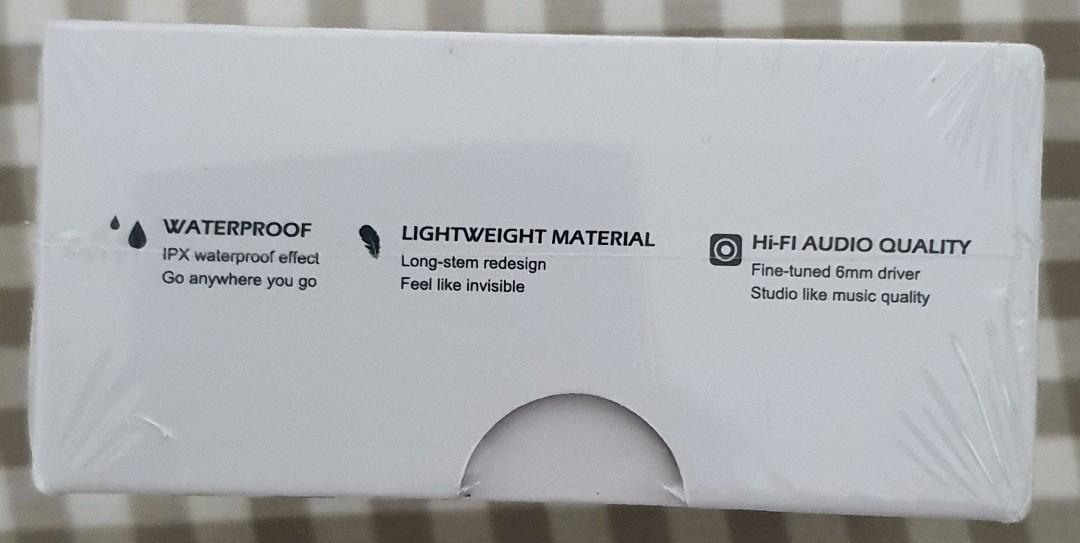 WATERPROOF
IPX waterproof effect
Go anywhere you go
LIGHTWEIGHT MATERIAL
Long-stem redesign
Feel like invisible
Hi-FI AUDIO QUALITY
Fine-tuned 6mm driver
Studio like music quality